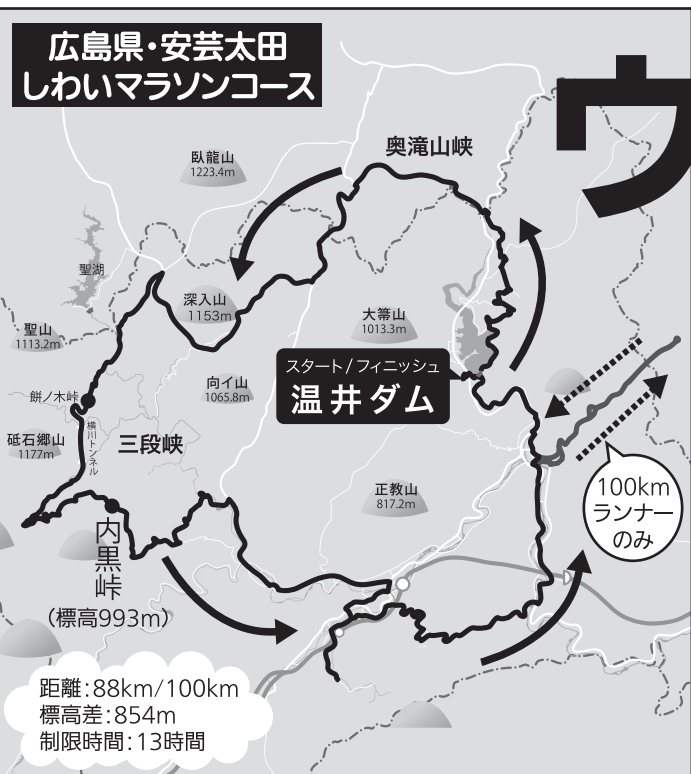 広島県・安芸太田
しわいマラソンコース
ウ
奥滝山峡
臥龍山
1223.4m
聖湖
深入山
1153m
大箒山
1013.3m
聖山
1113.2m
スタート/フィニッシュ
温井ダム
向イ山
1065.8m
餅ノ木峠
横川トンネル
砥石郷山
1177m
三段峡
正教山
817.2m
100km
ランナー
のみ
内黒峠
(標高993m)
距離:88km/100km
標高差:854m
制限時間:13時間